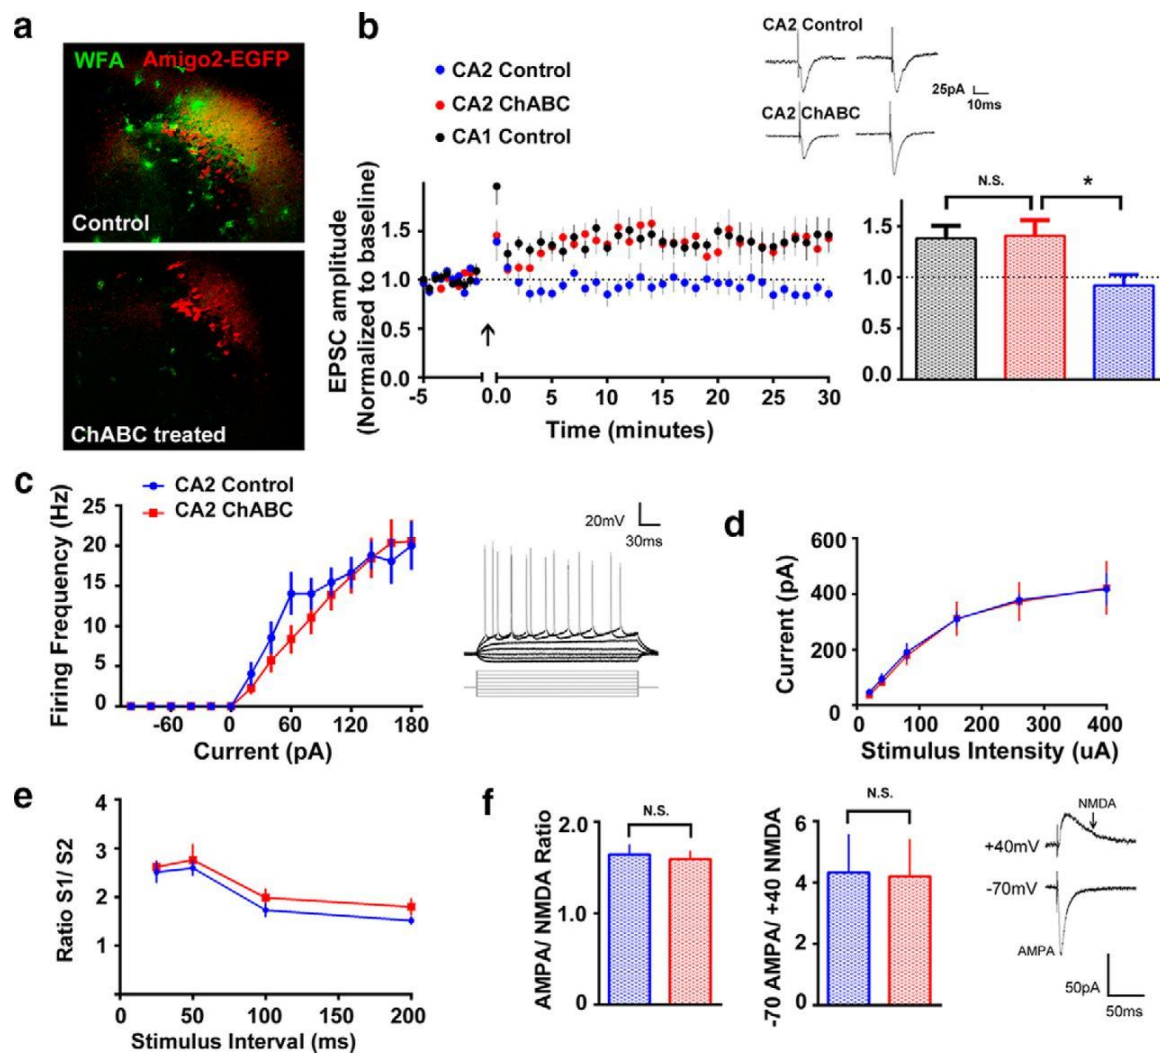 a
WFA Amigo2-EGFP
Control
ChABC treated
b
CA2 Control
CA2 ChABC
CA1 Control
CA2 Control
25pA
10ms
CA2 ChABC
EPSC amplitude
(Normalized to baseline)
1.5
1.0
1.5
0.0
-5 0.0 5 10 15 20 25 30
Time (minutes)
N.S. *
1.5
1.0
0.5
0.0
c
CA2 Control
CA2 ChABC
Firing Frequency (Hz)
25
20
15
10
5
0
-60 0 60 120 180
Current (pA)
20mV
30ms
d
Current (pA)
600
400
200
0
0 100 200 300 400
Stimulus Intensity (uA)
e
Ratio S1/ S2
4
3
2
1
0 50 100 150 200
Stimulus Interval (ms)
f
AMPA/ NMDA Ratio
2.0
1.0
0
N.S.
-70 AMPA/ +40 NMDA
6
4
2
0
N.S.
NMDA
+40mV
-70mV
AMPA
50pA
50ms